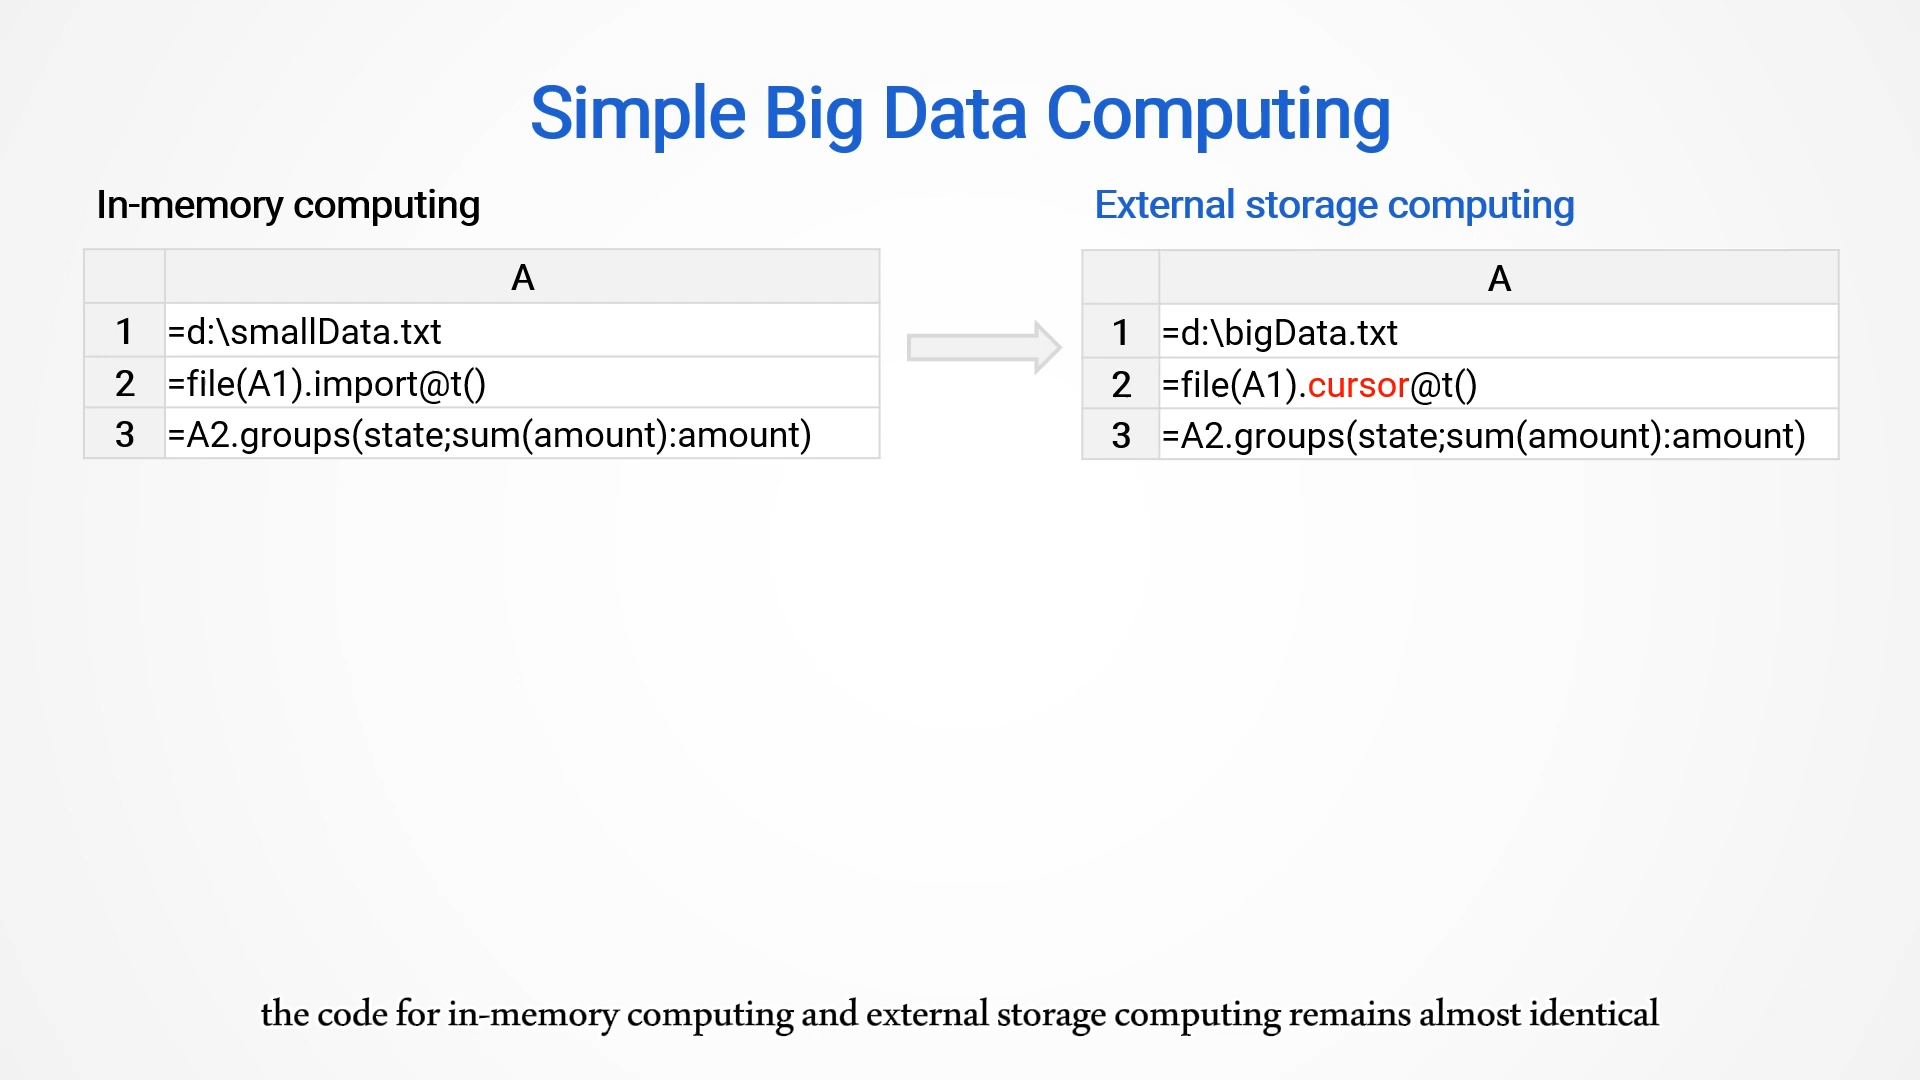 Simple Big Data Computing
In-memory computing
A
1 =d:\smallData.txt
2 =file(A1).import@t()
3 =A2.groups(state;sum(amount):amount)
External storage computing
A
1 =d:\bigData.txt
2 =file(A1).cursor@t()
3 =A2.groups(state;sum(amount):amount)
the code for in-memory computing and external storage computing remains almost identical